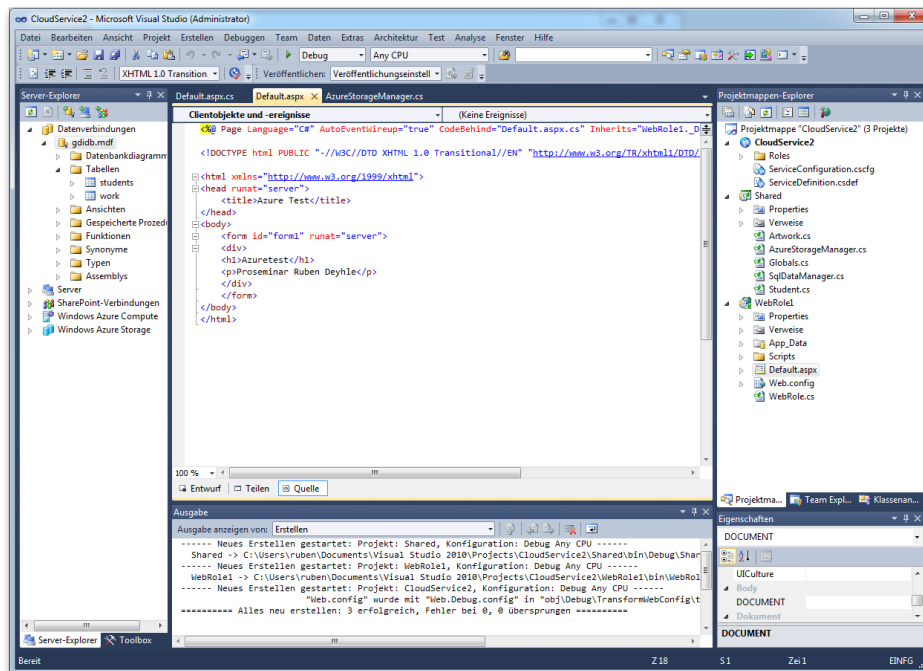 CloudService2 - Microsoft Visual Studio (Administrator)
Datei Bearbeiten Ansicht Projekt Erstellen Debuggen Team Daten Extras Architektur Test Analyse Fenster Hilfe
Debug Any CPU
XHTML 1.0 Transition Veröffentlichen: Veröffentlichungseinstell
Server-Explorer
Datenverbindungen
gdidb.mdf
Datenbankdiagramm
Tabellen
students
work
Ansichten
Gespeicherte Prozed
Funktionen
Synonyme
Typen
Assemblys
Server
SharePoint-Verbindungen
Windows Azure Compute
Windows Azure Storage
Server-Explorer Toolbox
Default.aspx.cs Default.aspx AzureStorageManager.cs
Clientobjekte und -ereignisse (Keine Ereignisse)
<%@ Page Language="C#" AutoEventWireup="true" CodeBehind="Default.aspx.cs" Inherits="WebRole1._D
<!DOCTYPE html PUBLIC "-//W3C//DTD XHTML 1.0 Transitional//EN" "http://www.w3.org/TR/xhtml1/DTD/
<html xmlns="http://www.w3.org/1999/xhtml">
<head runat="server">
<title>Azure Test</title>
</head>
<body>
<form id="form1" runat="server">
<div>
<h1>Azuretest</h1>
<p>Proseminar Ruben Deyhle</p>
</div>
</form>
</body>
</html>
100 %
Entwurf Teilen Quelle
Ausgabe
Ausgabe anzeigen von: Erstellen
------ Neues Erstellen gestartet: Projekt: Shared, Konfiguration: Debug Any CPU ------
Shared -> C:\Users\ruben\Documents\Visual Studio 2010\Projects\CloudService2\Shared\bin\Debug\Shar
------ Neues Erstellen gestartet: Projekt: WebRole1, Konfiguration: Debug Any CPU ------
WebRole1 -> C:\Users\ruben\Documents\Visual Studio 2010\Projects\CloudService2\WebRole1\bin\WebRol
------ Neues Erstellen gestartet: Projekt: CloudService2, Konfiguration: Debug Any CPU ------
"Web.config" wurde mit "Web.Debug.config" in "obj\Debug\TransformWebConfig\t
========== Alles neu erstellen: 3 erfolgreich, Fehler bei 0, 0 übersprungen ==========
Projektmappen-Explorer
Projektmappe "CloudService2" (3 Projekte)
CloudService2
Roles
ServiceConfiguration.cscfg
ServiceDefinition.csdef
Shared
Properties
Verweise
Artwork.cs
AzureStorageManager.cs
Globals.cs
SqlDataManager.cs
Student.cs
WebRole1
Properties
Verweise
App_Data
Scripts
Default.aspx
Web.config
WebRole.cs
Projektma... Team Expl... Klassenan...
Eigenschaften
DOCUMENT
UICulture
Body
DOCUMENT
Dokument
DOCUMENT
Bereit Z 18 S 1 Zei 1 EINFG